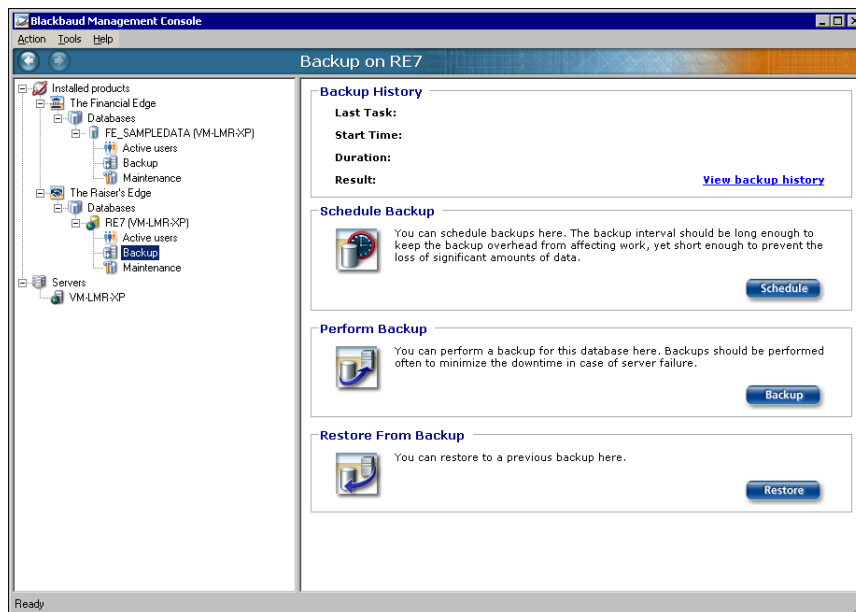 Blackbaud Management Console
Action Tools Help
Backup on RE7
Installed products
The Financial Edge
Databases
FE_SAMPLEDATA (VM-LMR-XP)
Active users
Backup
Maintenance
The Raiser's Edge
Databases
RE7 (VM-LMR-XP)
Active users
Backup
Maintenance
Servers
VM-LMR-XP
Backup History
Last Task:
Start Time:
Duration:
Result:
View backup history
Schedule Backup
You can schedule backups here. The backup interval should be long enough to
keep the backup overhead from affecting work, yet short enough to prevent the
loss of significant amounts of data.
Schedule
Perform Backup
You can perform a backup for this database here. Backups should be performed
often to minimize the downtime in case of server failure.
Backup
Restore From Backup
You can restore to a previous backup here.
Restore
Ready